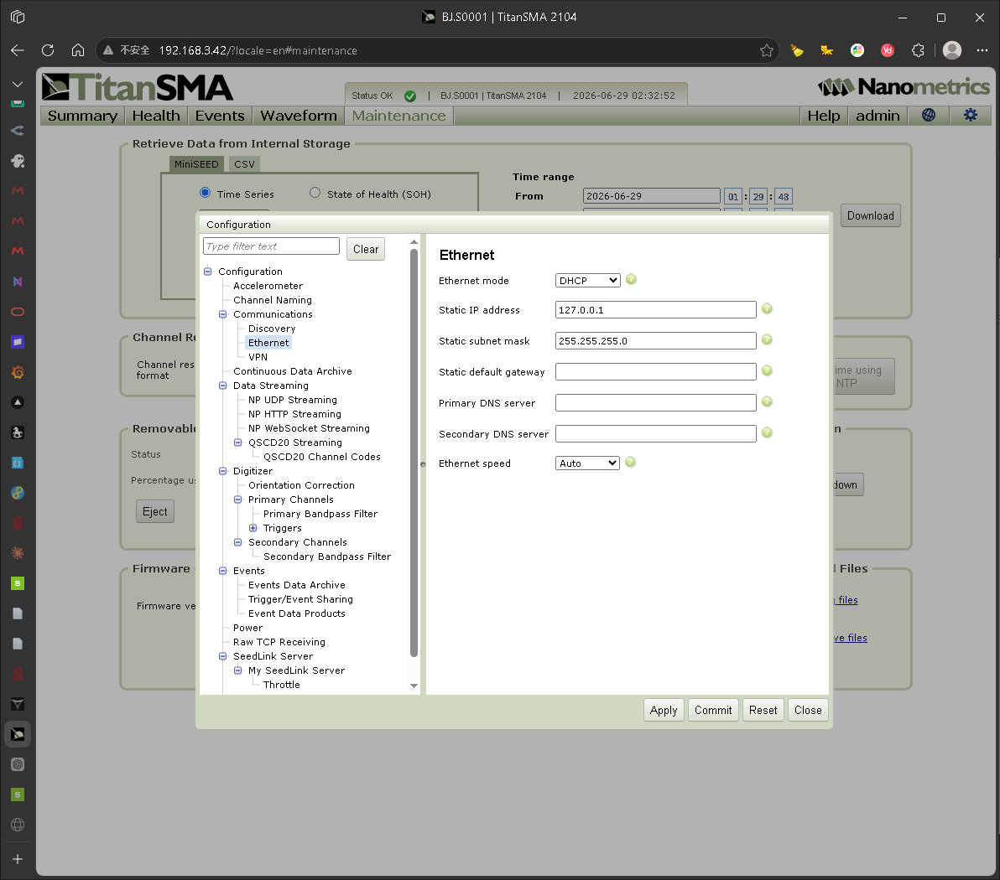 BJ.S0001 | TitanSMA 2104
不安全 192.168.3.42/?locale=en#maintenance
TitanSMA
Status OK | BJ.S0001 | TitanSMA 2104 | 2026-06-29 02:32:52
Nanometrics
Summary Health Events Waveform Maintenance Help admin
Retrieve Data from Internal Storage
MiniSEED CSV
Time Series State of Health (SOH)
Time range
From 2026-06-29 01 : 29 : 48
Download
Configuration
Type filter text Clear
Configuration
Accelerometer
Channel Naming
Communications
Discovery
Ethernet
VPN
Continuous Data Archive
Data Streaming
NP UDP Streaming
NP HTTP Streaming
NP WebSocket Streaming
QSCD20 Streaming
QSCD20 Channel Codes
Digitizer
Orientation Correction
Primary Channels
Primary Bandpass Filter
Triggers
Secondary Channels
Secondary Bandpass Filter
Events
Events Data Archive
Trigger/Event Sharing
Event Data Products
Power
Raw TCP Receiving
SeedLink Server
My SeedLink Server
Throttle
Ethernet
Ethernet mode DHCP
Static IP address 127.0.0.1
Static subnet mask 255.255.255.0
Static default gateway
Primary DNS server
Secondary DNS server
Ethernet speed Auto
Apply Commit Reset Close
Channel Re
Channel res
format
ime using
NTP
Removable
Status
Percentage us
Eject
n
down
Firmware
Firmware ve
Files
files
ve files